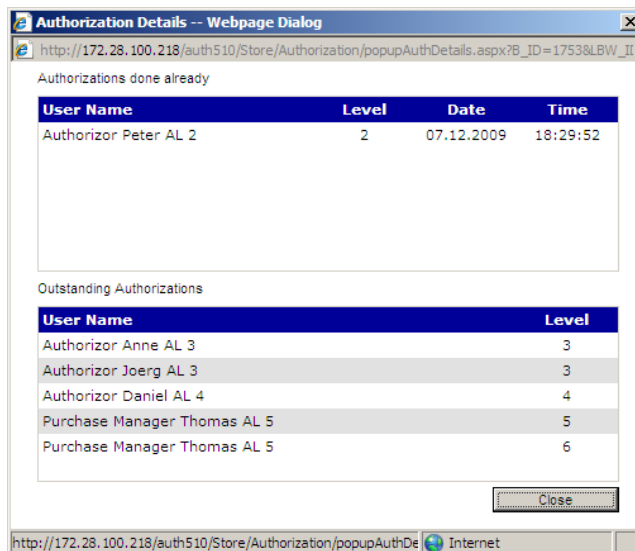 Authorization Details -- Webpage Dialog
http://172.28.100.218/auth510/Store/Authorization/popupAuthDetails.aspx?B_ID=1753&LBW_II
Authorizations done already
User Name Level Date Time
Authorizor Peter AL 2 2 07.12.2009 18:29:52
Outstanding Authorizations
User Name Level
Authorizor Anne AL 3 3
Authorizor Joerg AL 3 3
Authorizor Daniel AL 4 4
Purchase Manager Thomas AL 5 5
Purchase Manager Thomas AL 5 6
Close
http://172.28.100.218/auth510/Store/Authorization/popupAuthDe Internet